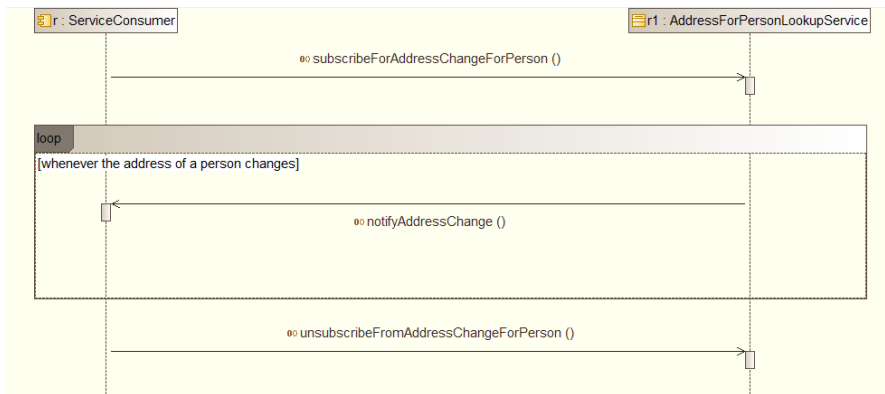 r : ServiceConsumer
r1 : AddressForPersonLookupService
subscribeForAddressChangeForPerson ()
loop
[whenever the address of a person changes]
notifyAddressChange ()
unsubscribeFromAddressChangeForPerson ()